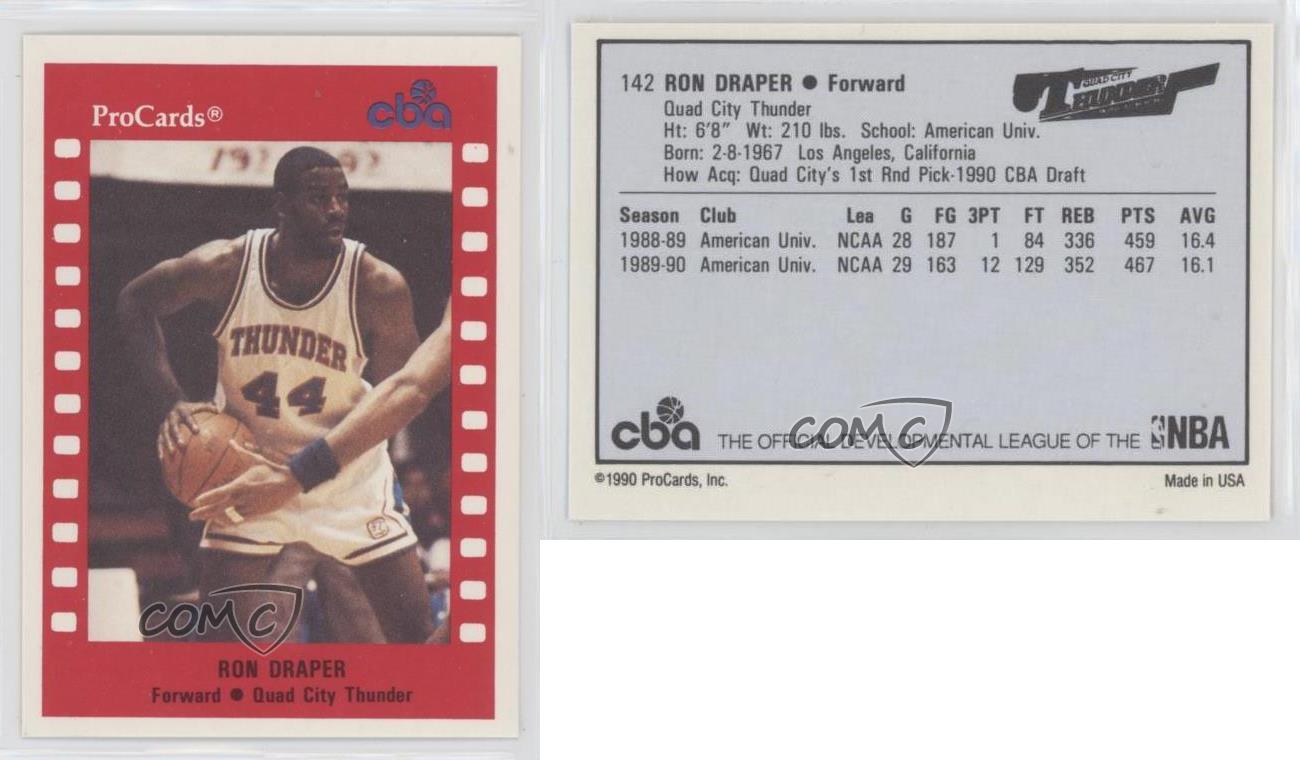 ProCards®
cba
THUNDER
44
COMC
RON DRAPER
Forward ● Quad City Thunder
142 RON DRAPER ● Forward
QUAD CITY
THUNDER
Quad City Thunder
Ht: 6'8" Wt: 210 lbs. School: American Univ.
Born: 2-8-1967 Los Angeles, California
How Acq: Quad City's 1st Rnd Pick-1990 CBA Draft
Season Club Lea G FG 3PT FT REB PTS AVG
1988-89 American Univ. NCAA 28 187 1 84 336 459 16.4
1989-90 American Univ. NCAA 29 163 12 129 352 467 16.1
COMC
cba THE OFFICIAL DEVELOPMENTAL LEAGUE OF THE NBA
©1990 ProCards, Inc. Made in USA